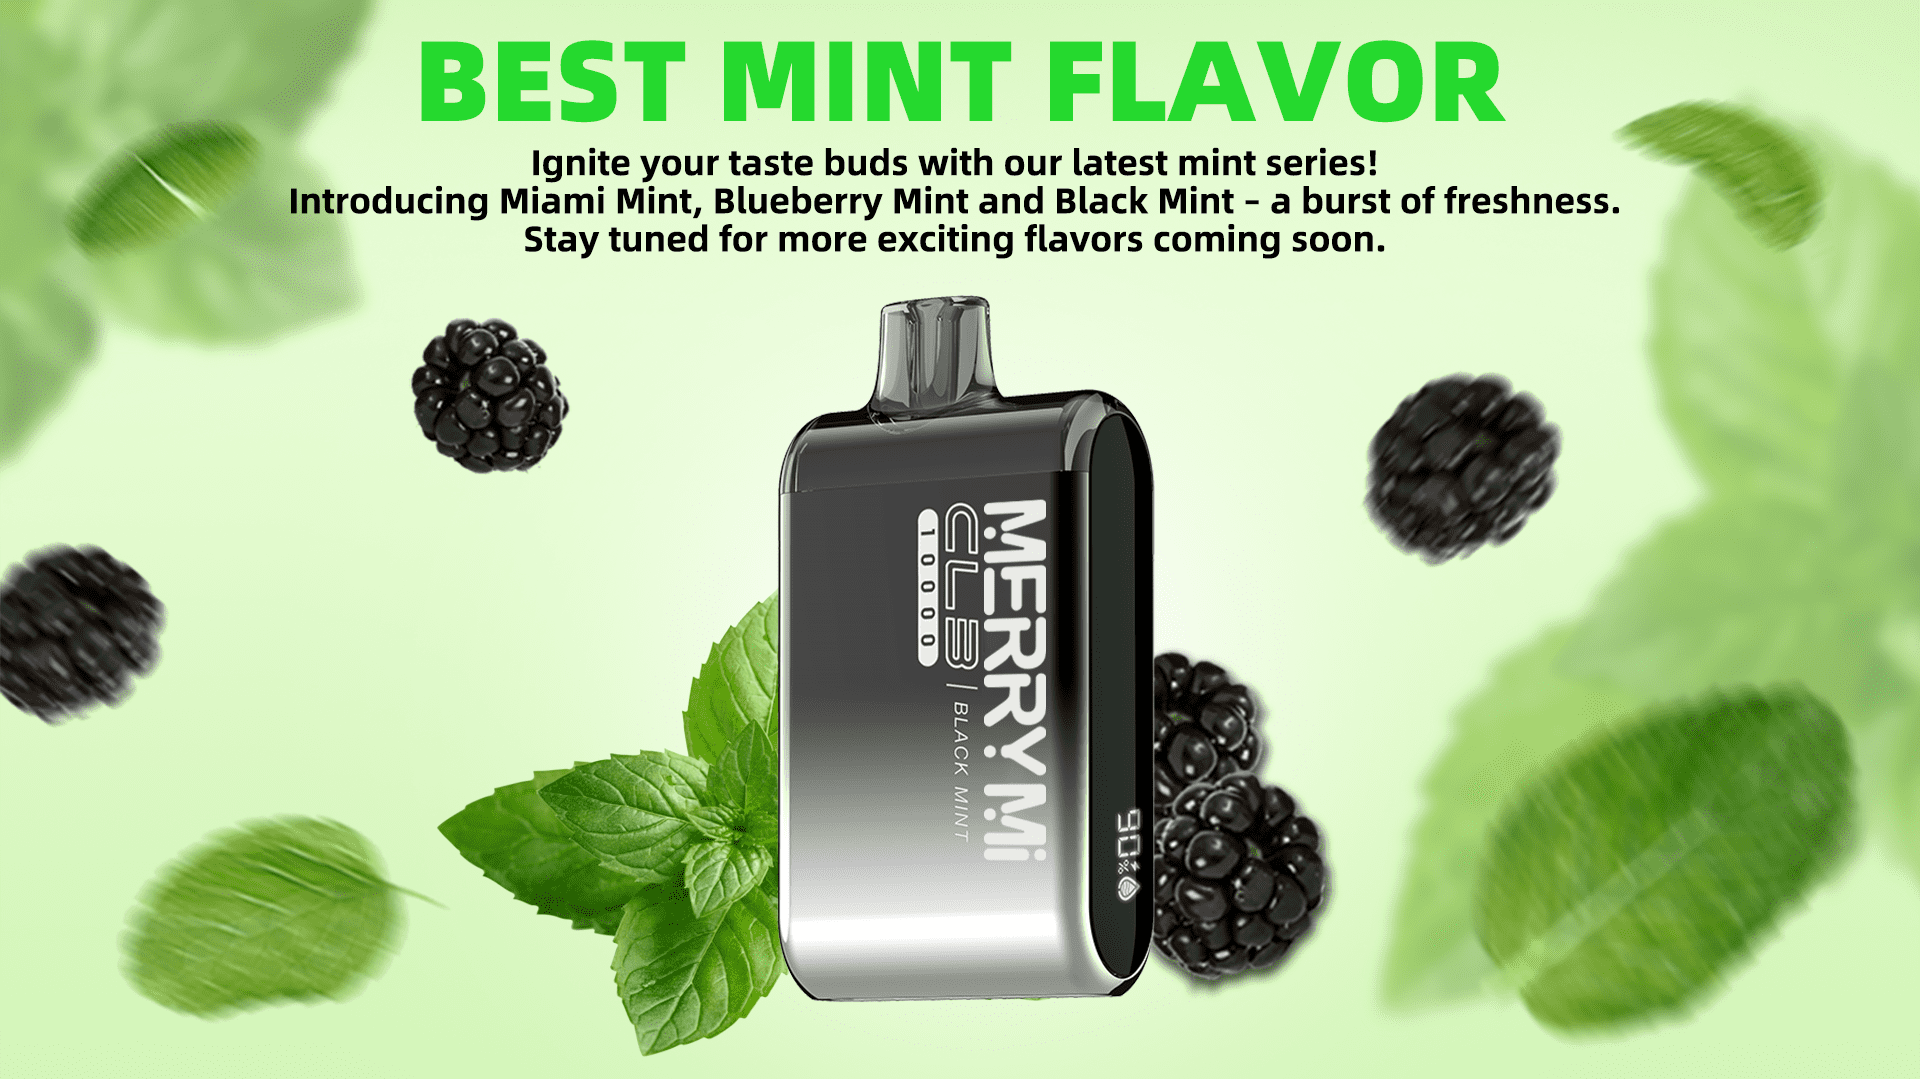 BEST MINT FLAVOR
Ignite your taste buds with our latest mint series!
Introducing Miami Mint, Blueberry Mint and Black Mint – a burst of freshness.
Stay tuned for more exciting flavors coming soon.
MERRY Mi
CLB | BLACK MINT
10000
90%